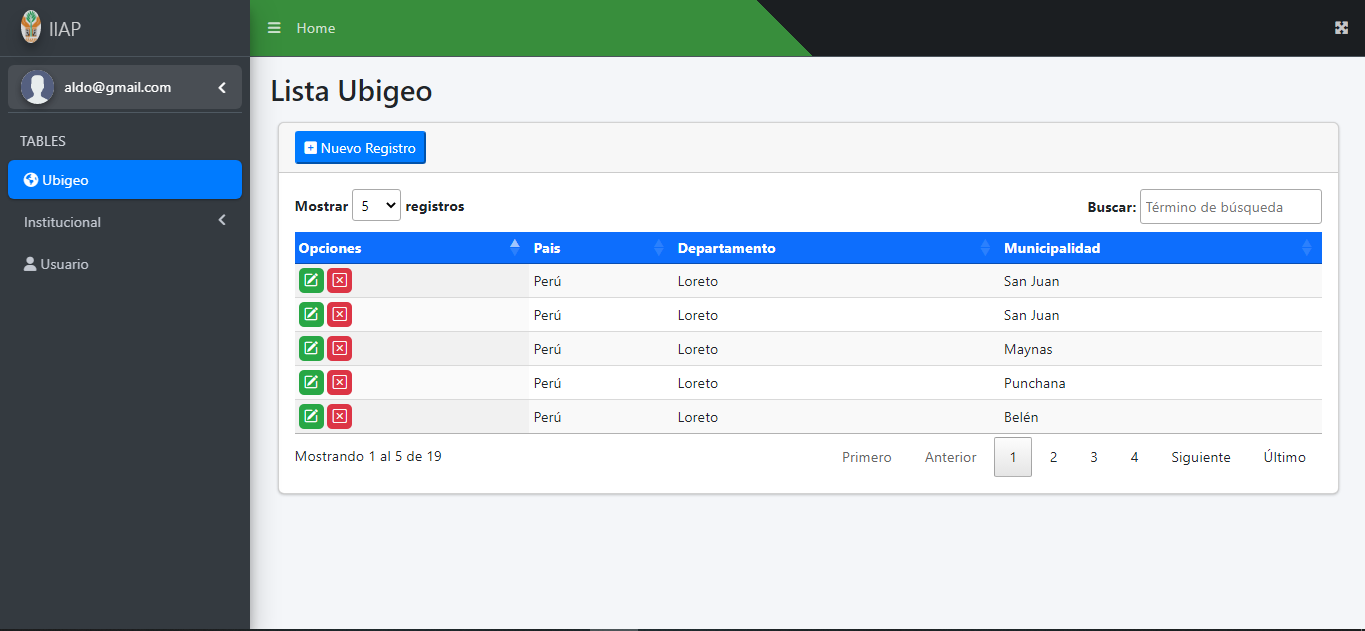 IIAP
Home
aldo@gmail.com
TABLES
Ubigeo
Institucional
Usuario
Lista Ubigeo
Nuevo Registro
Mostrar 5 registros
Buscar: Término de búsqueda
Opciones Pais Departamento Municipalidad
Perú Loreto San Juan
Perú Loreto San Juan
Perú Loreto Maynas
Perú Loreto Punchana
Perú Loreto Belén
Mostrando 1 al 5 de 19
Primero Anterior 1 2 3 4 Siguiente Último